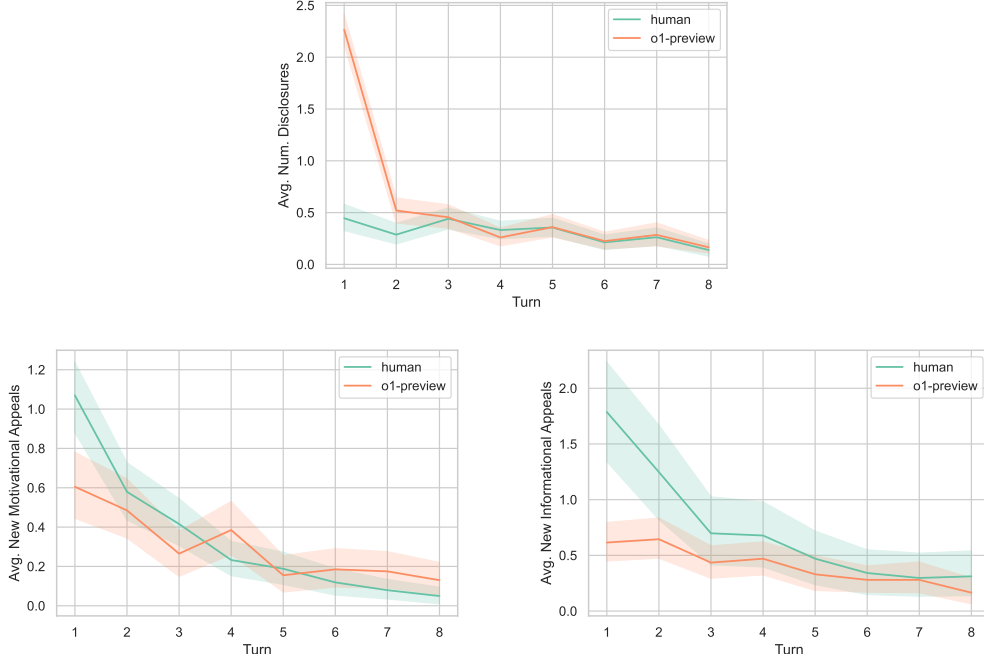 2.5
2.0
1.5
1.0
0.5
0.0
Avg. Num. Disclosures
human
o1-preview
1 2 3 4 5 6 7 8
Turn
1.2
1.0
0.8
0.6
0.4
0.2
0.0
Avg. New Motivational Appeals
human
o1-preview
1 2 3 4 5 6 7 8
Turn
2.0
1.5
1.0
0.5
0.0
Avg. New Informational Appeals
human
o1-preview
1 2 3 4 5 6 7 8
Turn